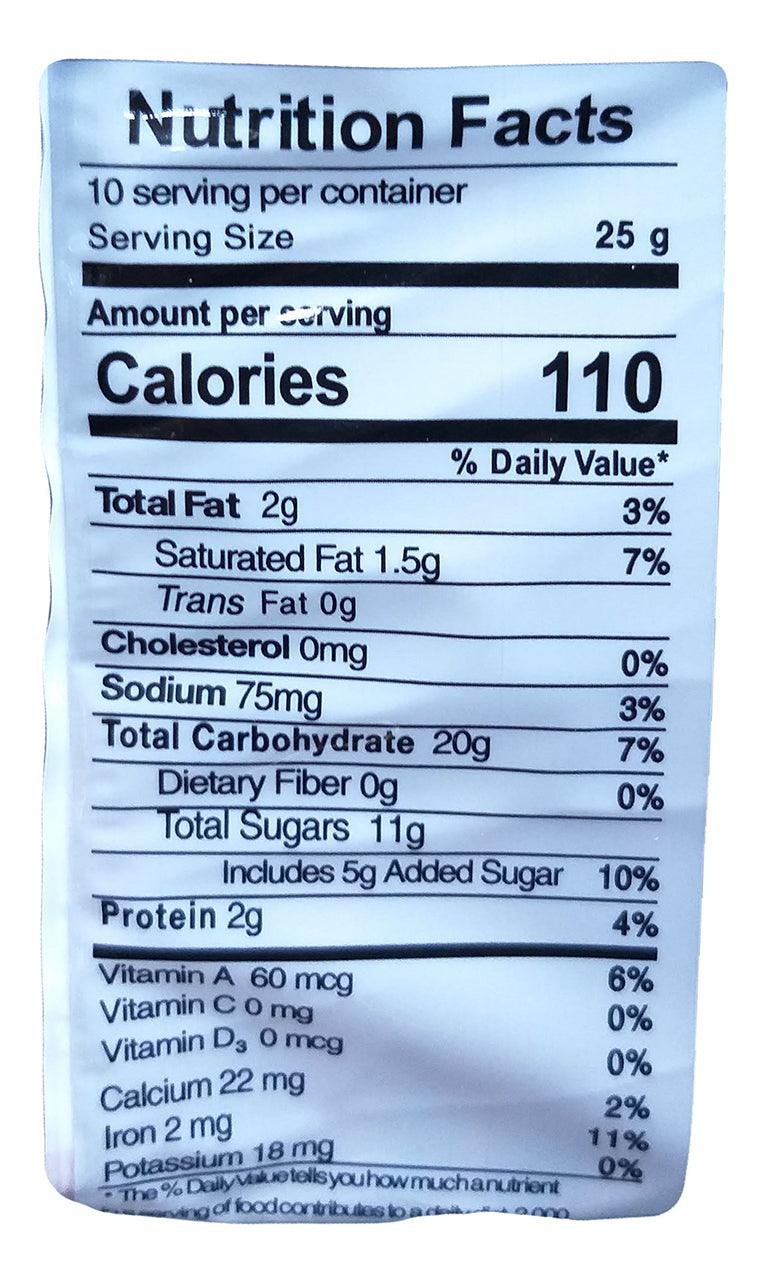 Nutrition Facts
10 serving per container
Serving Size 25 g
Amount per serving
Calories 110
% Daily Value*
Total Fat 2g 3%
Saturated Fat 1.5g 7%
Trans Fat 0g
Cholesterol 0mg 0%
Sodium 75mg 3%
Total Carbohydrate 20g 7%
Dietary Fiber 0g 0%
Total Sugars 11g
Includes 5g Added Sugar 10%
Protein 2g 4%
Vitamin A 60 mcg 6%
Vitamin C 0 mg 0%
Vitamin D₃ 0 mcg 0%
Calcium 22 mg 2%
Iron 2 mg 11%
Potassium 18 mg 0%
* The % Daily Value tells you how much a nutrient
of food contributes to a